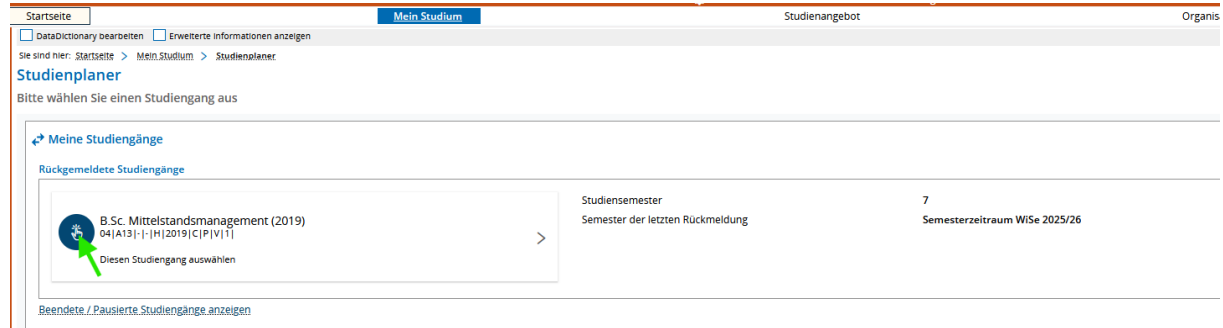 Startseite
Mein Studium
Studienangebot
Organis
DataDictionary bearbeiten
Erweiterte Informationen anzeigen
Sie sind hier: Startseite > Mein Studium > Studienplaner
Studienplaner
Bitte wählen Sie einen Studiengang aus
Meine Studiengänge
Rückgemeldete Studiengänge
B.Sc. Mittelstandsmanagement (2019)
04|A13|-|-|H|2019|C|P|V|1|
Diesen Studiengang auswählen
Studiensemester 7
Semester der letzten Rückmeldung Semesterzeitraum WiSe 2025/26
Beendete / Pausierte Studiengänge anzeigen